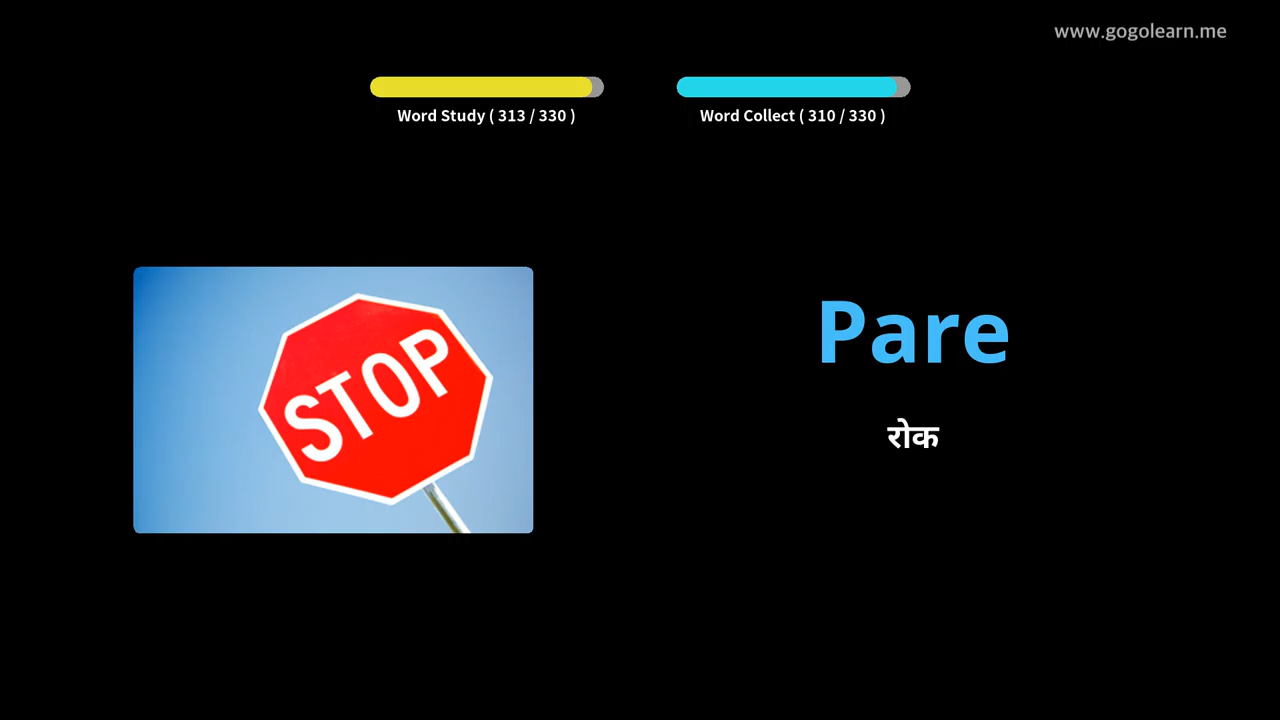 www.gogolearn.me
Word Study ( 313 / 330 )
Word Collect ( 310 / 330 )
STOP
Pare
रोक